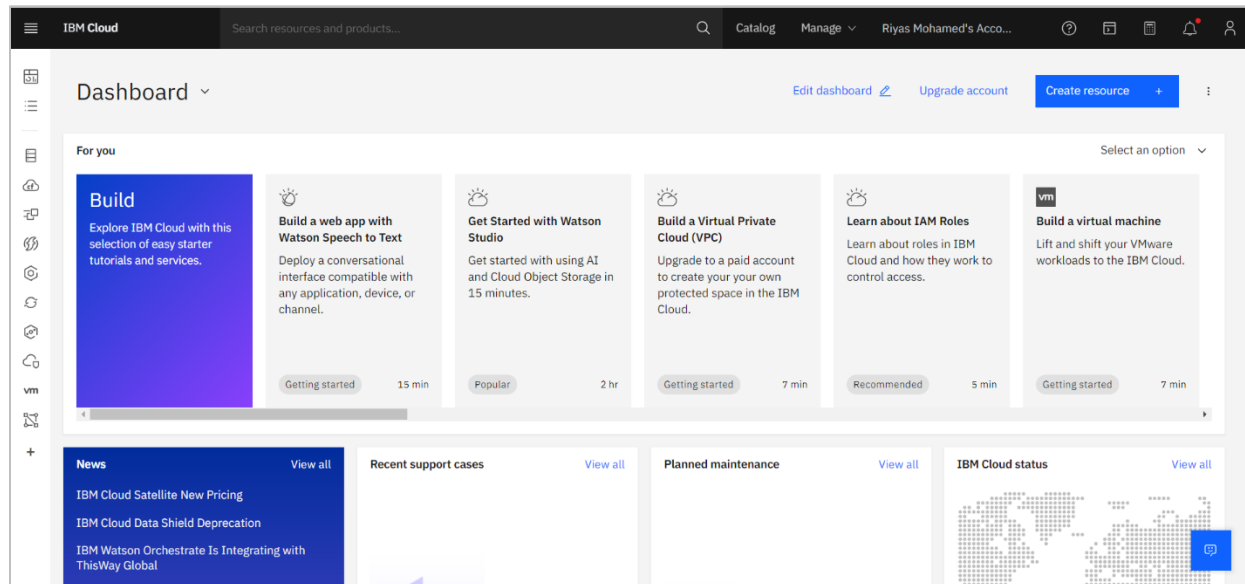 IBM Cloud
Search resources and products...
Catalog
Manage
Riyas Mohamed's Acco...
Dashboard
Edit dashboard
Upgrade account
Create resource +
For you
Select an option
Build
Explore IBM Cloud with this
selection of easy starter
tutorials and services.
Build a web app with
Watson Speech to Text
Deploy a conversational
interface compatible with
any application, device, or
channel.
Getting started
15 min
Get Started with Watson
Studio
Get started with using AI
and Cloud Object Storage in
15 minutes.
Popular
2 hr
Build a Virtual Private
Cloud (VPC)
Upgrade to a paid account
to create your your own
protected space in the IBM
Cloud.
Getting started
7 min
Learn about IAM Roles
Learn about roles in IBM
Cloud and how they work to
control access.
Recommended
5 min
vm
Build a virtual machine
Lift and shift your VMware
workloads to the IBM Cloud.
Getting started
7 min
vm
+
News
View all
IBM Cloud Satellite New Pricing
IBM Cloud Data Shield Deprecation
IBM Watson Orchestrate Is Integrating with
ThisWay Global
Recent support cases
View all
Planned maintenance
View all
IBM Cloud status
View all